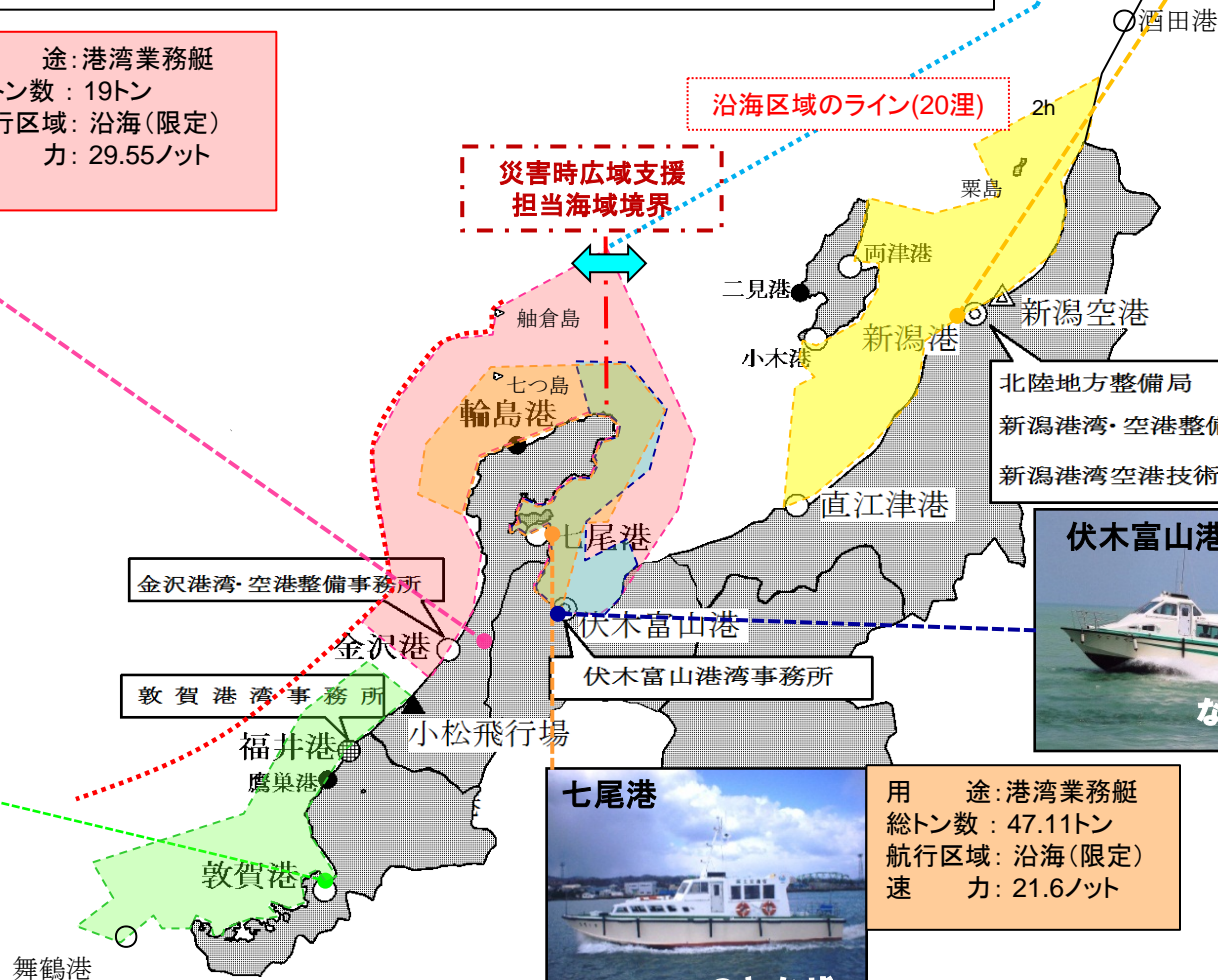 酒田港
途:港湾業務艇
トン数 : 19トン
行区域: 沿海(限定)
力: 29.55ノット
沿海区域のライン(20浬)
2h
災害時広域支援
担当海域境界
粟島
両津港
二見港
舳倉島
新潟空港
新潟港
小木港
七つ島
輪島港
北陸地方整備局
新潟港湾・空港整備
新潟港湾空港技術
直江津港
七尾港
伏木富山港
金沢港湾・空港整備事務所
伏木富山港
金沢港
伏木富山港湾事務所
敦賀港湾事務所
な
小松飛行場
福井港
鷹巣港
七尾港
用 途:港湾業務艇
総トン数 : 47.11トン
航行区域: 沿海(限定)
速 力: 21.6ノット
敦賀港
舞鶴港